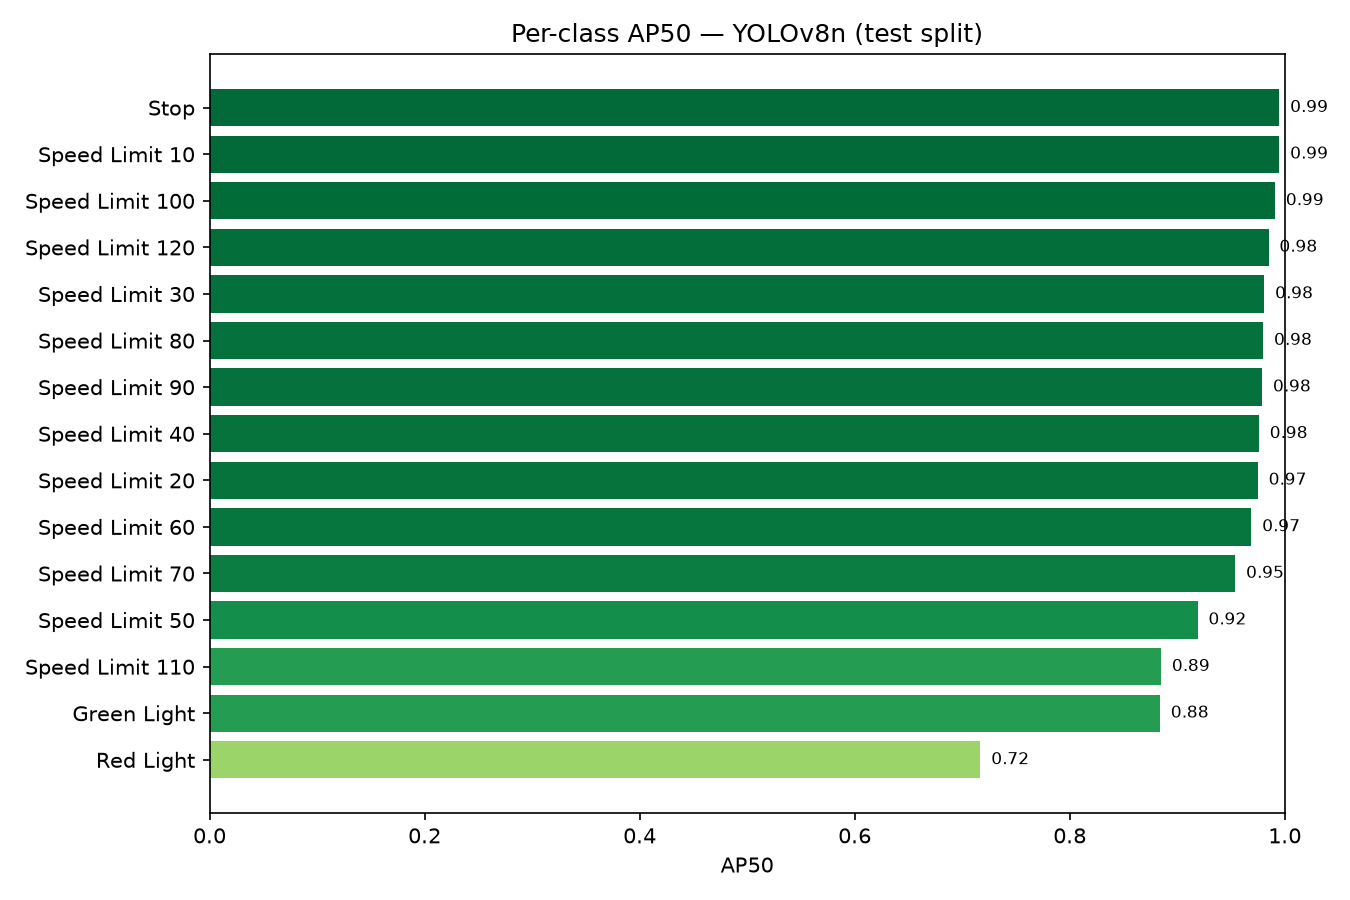 Per-class AP50 — YOLOv8n (test split)
Stop 0.99
Speed Limit 10 0.99
Speed Limit 100 0.99
Speed Limit 120 0.98
Speed Limit 30 0.98
Speed Limit 80 0.98
Speed Limit 90 0.98
Speed Limit 40 0.98
Speed Limit 20 0.97
Speed Limit 60 0.97
Speed Limit 70 0.95
Speed Limit 50 0.92
Speed Limit 110 0.89
Green Light 0.88
Red Light 0.72
0.0 0.2 0.4 0.6 0.8 1.0
AP50